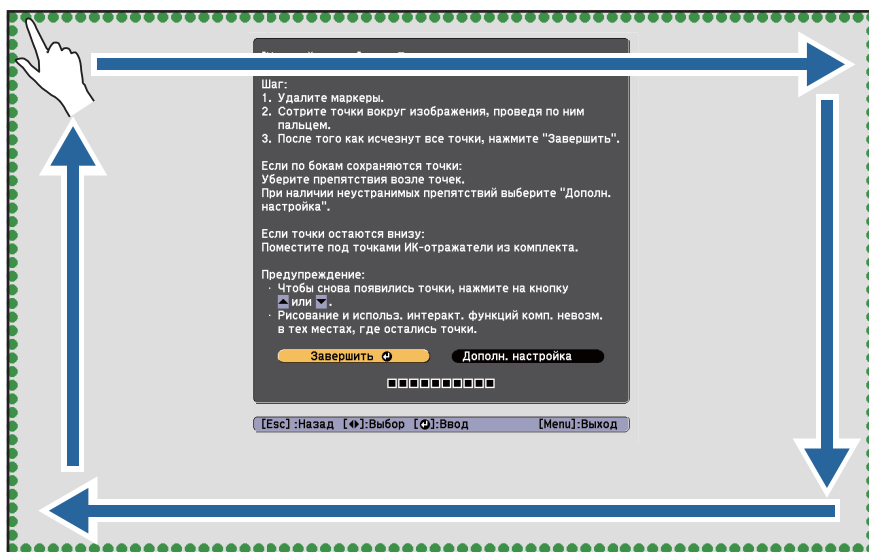 Шаг:
1. Удалите маркеры.
2. Сотрите точки вокруг изображения, проведя по ним
пальцем.
3. После того как исчезнут все точки, нажмите "Завершить".
Если по бокам сохраняются точки:
Уберите препятствия возле точек.
При наличии неустранимых препятствий выберите "Дополн.
настройка".
Если точки остаются внизу:
Поместите под точками ИК-отражатели из комплекта.
Предупреждение:
· Чтобы снова появились точки, нажмите на кнопку
или .
· Рисование и использ. интеракт. функций комп. невозм.
в тех местах, где остались точки.
Завершить Дополн. настройка
[Esc] :Назад [ ]:Выбор [ ]:Ввод [Menu]:Выход